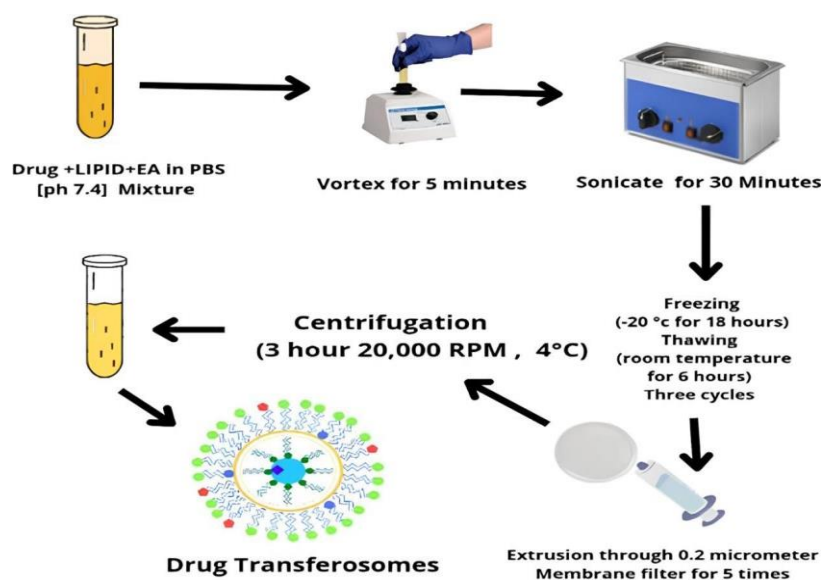 Drug +LIPID+EA in PBS
[ph 7.4] Mixture
Vortex for 5 minutes
Sonicate for 30 Minutes
Freezing
(-20 °c for 18 hours)
Thawing
(room temperature
for 6 hours)
Three cycles
Extrusion through 0.2 micrometer
Membrane filter for 5 times
Centrifugation
(3 hour 20,000 RPM , 4°C)
Drug Transferosomes